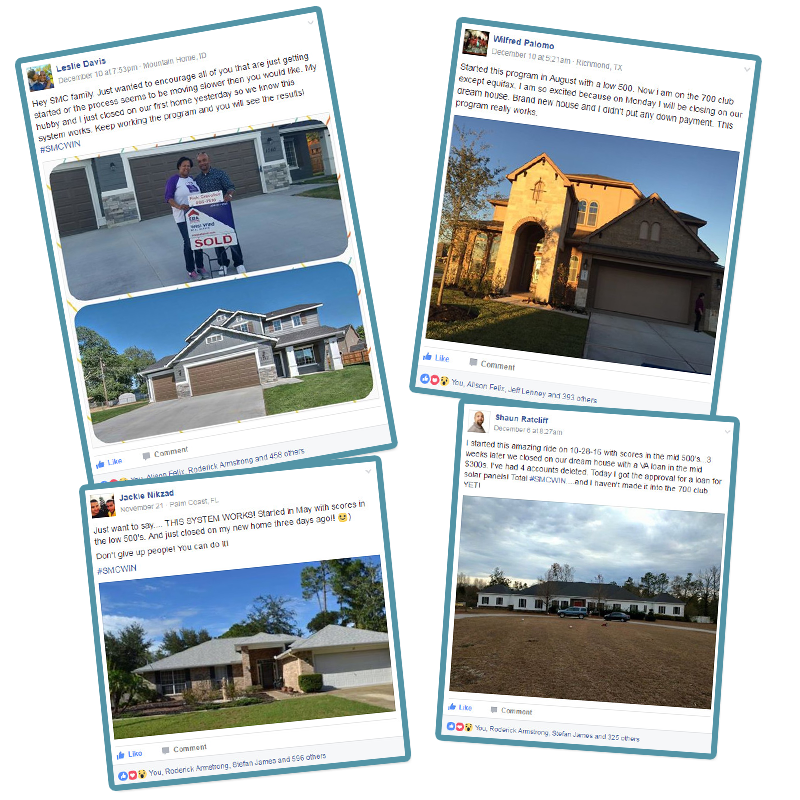 Leslie Davis
December 10 at 7:53pm · Mountain Home, ID
Hey SMC family. Just wanted to encourage all of you that are just getting
started or the process seems to be moving slower then you would like. My
hubby and I just closed on our first home yesterday so we know this
system works. Keep working the program and you will see the results!
#SMCWIN
SOLD
Like Comment
You, Alison Felix, Roderick Armstrong and 458 others
Wilfred Palomo
December 10 at 5:21am · Richmond, TX
Started this program in August with a low 500. Now i am on the 700 club
except equifax. I am so excited because on Monday I will be closing on our
dream house. Brand new house and I didn't put any down payment. This
program really works.
Like Comment
You, Alison Felix, Jeff Lenney and 393 others
Jackie Nikzad
November 21 · Palm Coast, FL
Just want to say.... THIS SYSTEM WORKS! Started in May with scores in
the low 500's. And just closed on my new home three days ago!! 😄)
Don't give up people! You can do it!
#SMCWIN
Like Comment
You, Roderick Armstrong, Stefan James and 596 others
Shaun Ratcliff
December 6 at 8:27am
I started this amazing ride on 10-28-16 with scores in the mid 500's...3
weeks later we closed on our dream house with a VA loan in the mid
$300s. I've had 4 accounts deleted. Today I got the approval for a loan for
solar panels! Total #SMCWIN....and I haven't made it into the 700 club
YET!
Like Comment
You, Roderick Armstrong, Stefan James and 325 others